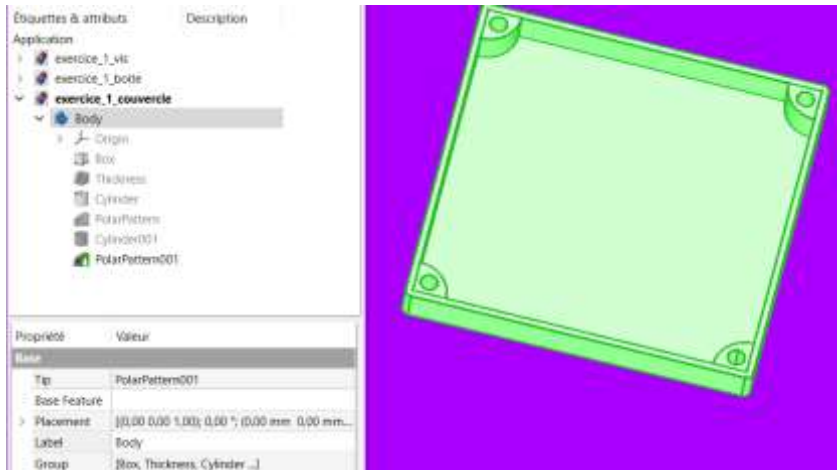 Étiquettes & attributs Description
Application
exercice_1_vis
exercice_1_boite
exercice_1_couvercle
Body
Origin
Box
Thickness
Cylinder
PolarPattern
Cylinder001
PolarPattern001
Propriété Valeur
Base
Tip PolarPattern001
Base Feature
Placement [(0,00 0,00 1,00); 0,00 °; (0,00 mm 0,00 mm...
Label Body
Group [Box, Thickness, Cylinder ...]